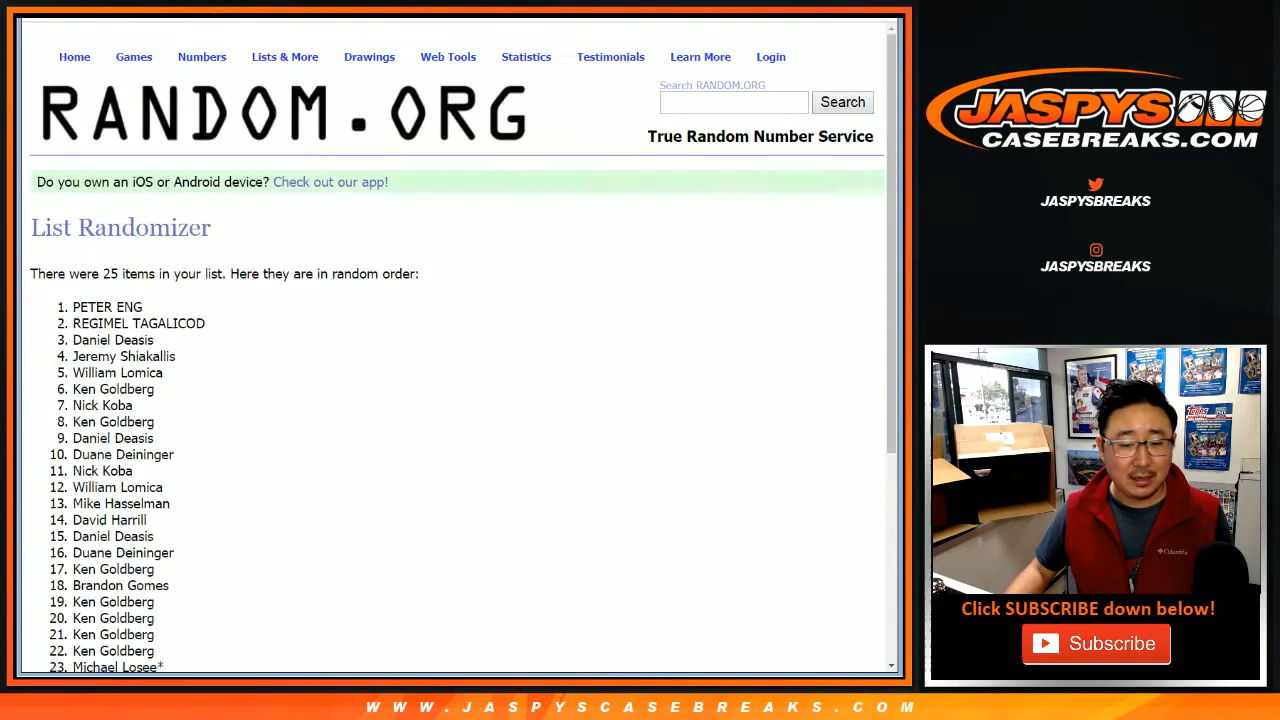 Home Games Numbers Lists & More Drawings Web Tools Statistics Testimonials Learn More Login
RANDOM.ORG
Search RANDOM.ORG
Search
True Random Number Service
Do you own an iOS or Android device? Check out our app!
List Randomizer
There were 25 items in your list. Here they are in random order:
1. PETER ENG
2. REGIMEL TAGALICOD
3. Daniel Deasis
4. Jeremy Shiakallis
5. William Lomica
6. Ken Goldberg
7. Nick Koba
8. Ken Goldberg
9. Daniel Deasis
10. Duane Deininger
11. Nick Koba
12. William Lomica
13. Mike Hasselman
14. David Harrill
15. Daniel Deasis
16. Duane Deininger
17. Ken Goldberg
18. Brandon Gomes
19. Ken Goldberg
20. Ken Goldberg
21. Ken Goldberg
22. Ken Goldberg
23. Michael Losee*
JASPYS
CASEBREAKS.COM
JASPYSBREAKS
JASPYSBREAKS
TOPPS
Columbia
Click SUBSCRIBE down below!
Subscribe
WWW.JASPYSCASEBREAKS.COM